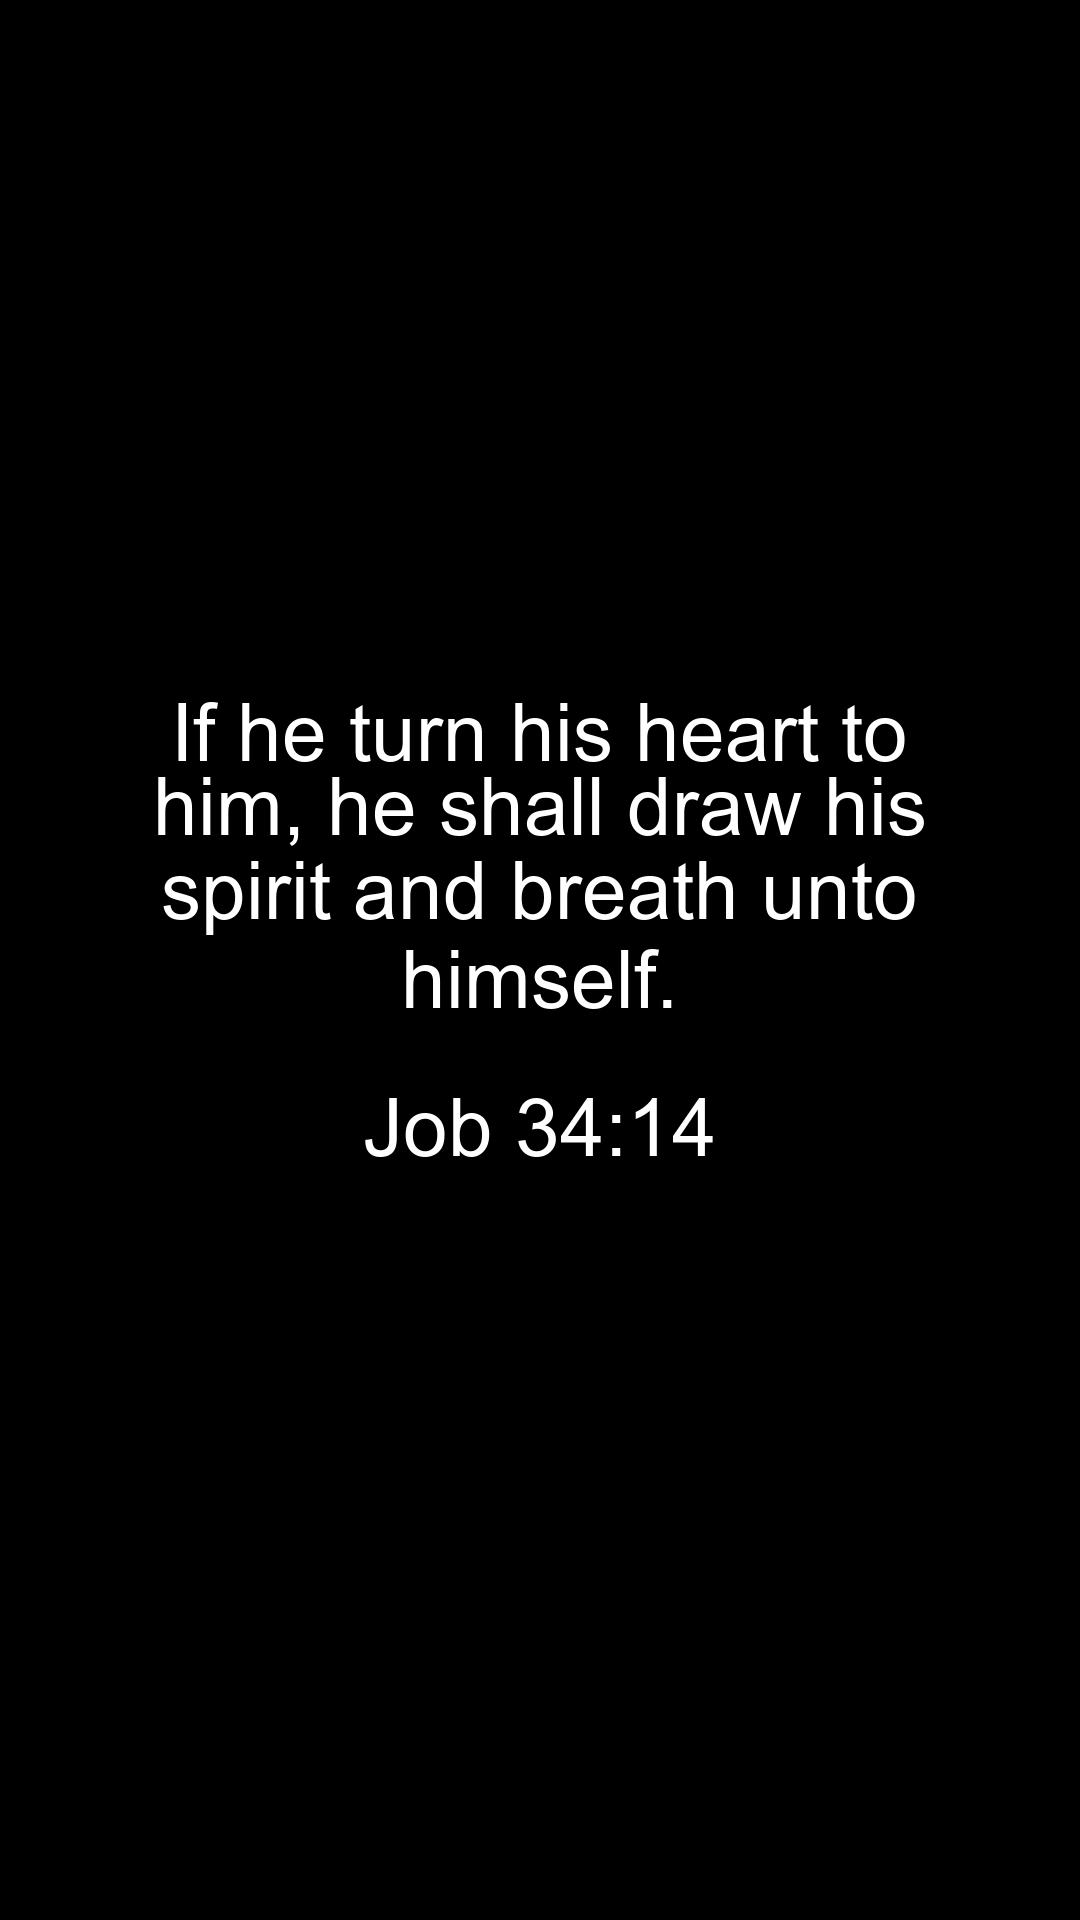 If he turn his heart to
him, he shall draw his
spirit and breath unto
himself.
Job 34:14